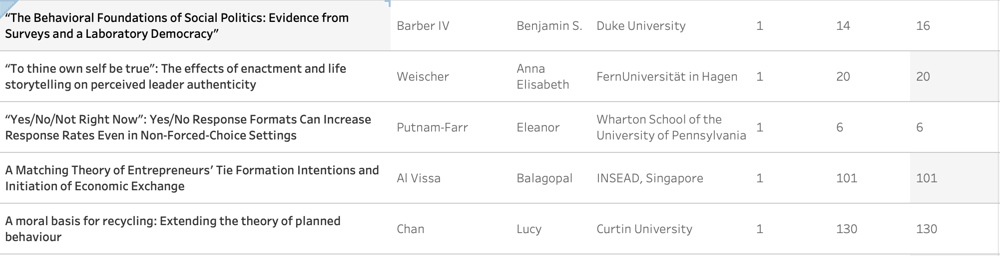 “The Behavioral Foundations of Social Politics: Evidence from
Surveys and a Laboratory Democracy”
Barber IV
Benjamin S.
Duke University
1
14
16
“To thine own self be true”: The effects of enactment and life
storytelling on perceived leader authenticity
Weischer
Anna
Elisabeth
FernUniversität in Hagen
1
20
20
“Yes/No/Not Right Now”: Yes/No Response Formats Can Increase
Response Rates Even in Non-Forced-Choice Settings
Putnam-Farr
Eleanor
Wharton School of the
University of Pennsylvania
1
6
6
A Matching Theory of Entrepreneurs’ Tie Formation Intentions and
Initiation of Economic Exchange
Al Vissa
Balagopal
INSEAD, Singapore
1
101
101
A moral basis for recycling: Extending the theory of planned
behaviour
Chan
Lucy
Curtin University
1
130
130